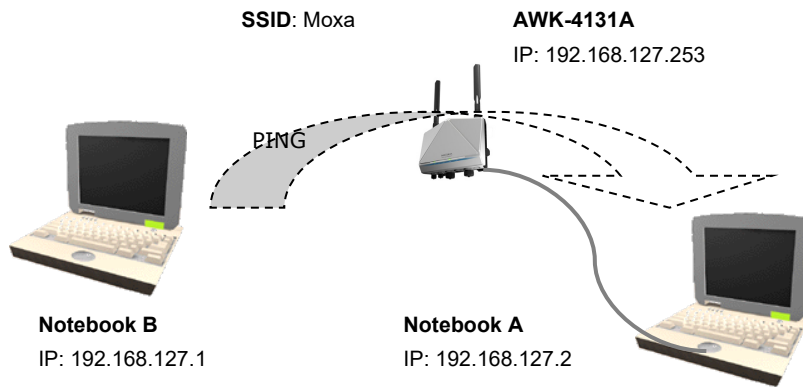 SSID: Moxa
AWK-4131A
IP: 192.168.127.253
PING
Notebook B
IP: 192.168.127.1
Notebook A
IP: 192.168.127.2